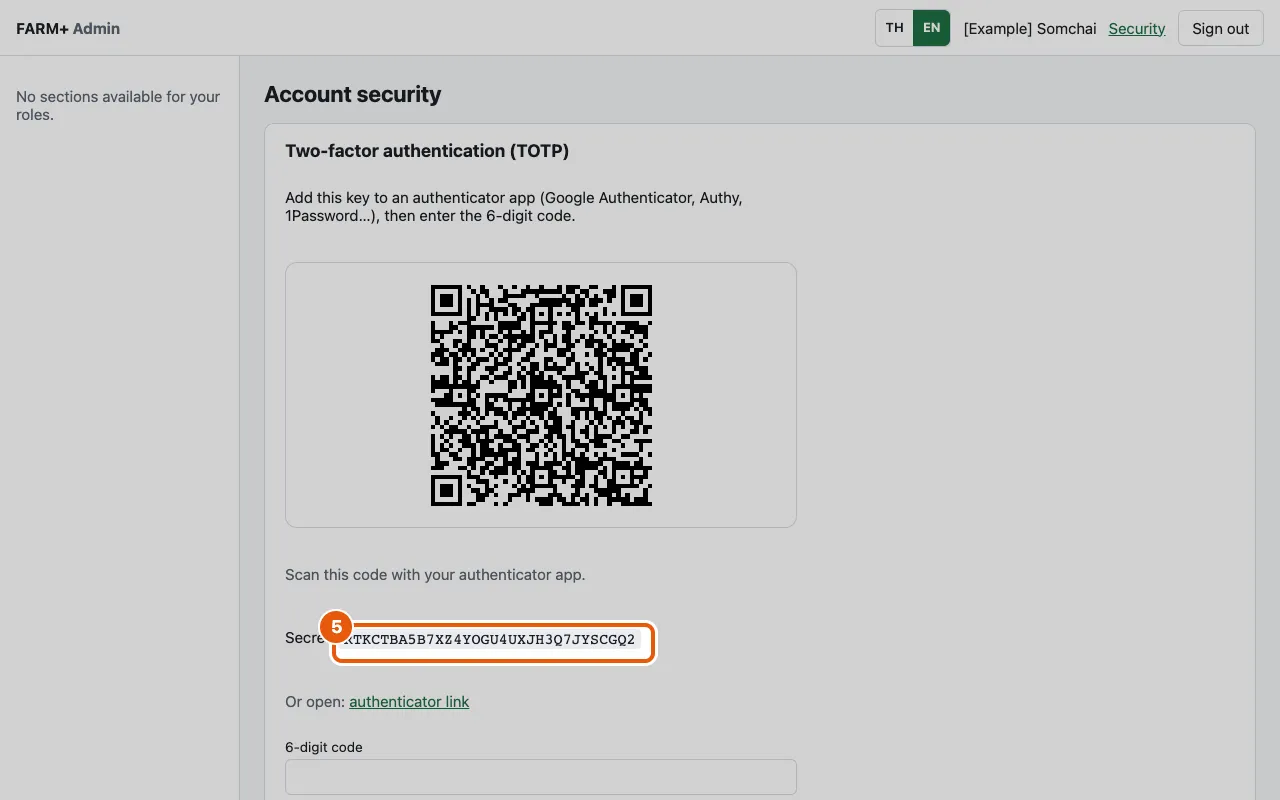 FARM+ Admin
TH EN [Example] Somchai Security Sign out
No sections available for your
roles.
Account security
Two-factor authentication (TOTP)
Add this key to an authenticator app (Google Authenticator, Authy,
1Password…), then enter the 6-digit code.
Scan this code with your authenticator app.
5
TKCTBA5B7XZ4YOGU4UXJH3Q7JYSCGQ2
Or open: authenticator link
6-digit code